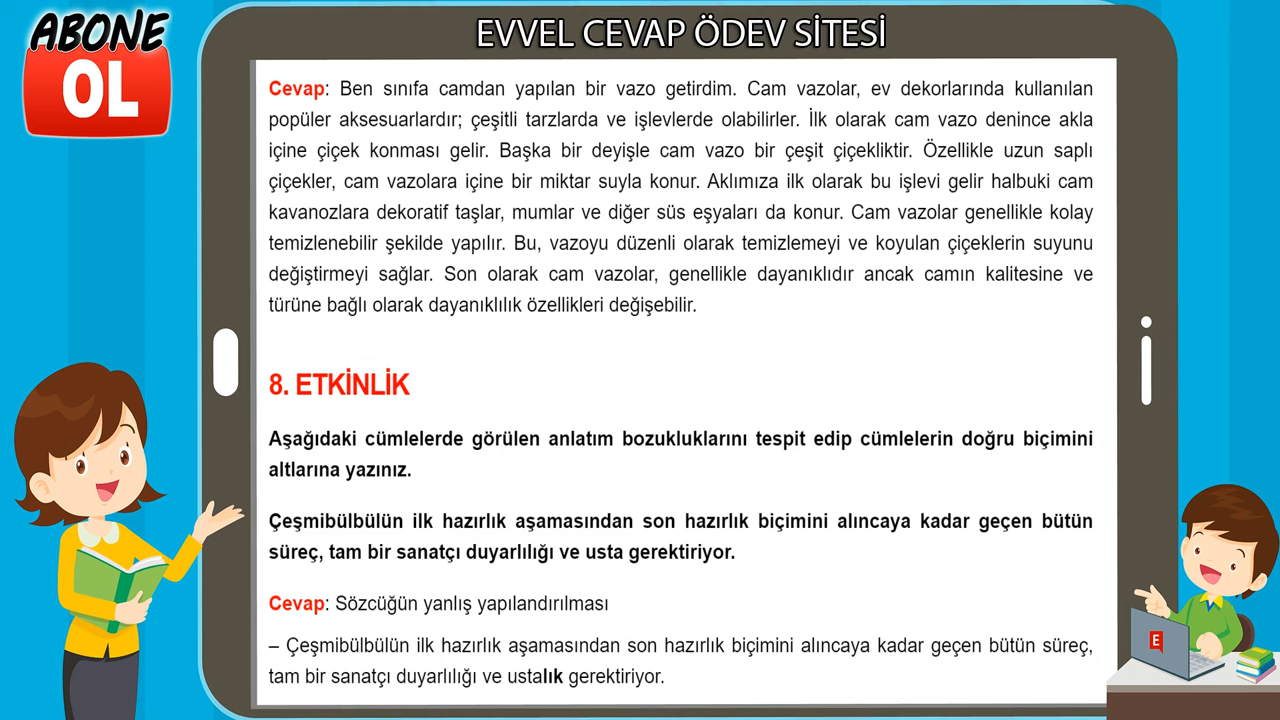 ABONE
OL
EVVEL CEVAP ÖDEV SİTESİ
Cevap: Ben sınıfa camdan yapılan bir vazo getirdim. Cam vazolar, ev dekorlarında kullanılan
popüler aksesuarlardır; çeşitli tarzlarda ve işlevlerde olabilirler. İlk olarak cam vazo denince akla
içine çiçek konması gelir. Başka bir deyişle cam vazo bir çeşit çiçekliktir. Özellikle uzun saplı
çiçekler, cam vazolara içine bir miktar suyla konur. Aklımıza ilk olarak bu işlevi gelir halbuki cam
kavanozlara dekoratif taşlar, mumlar ve diğer süs eşyaları da konur. Cam vazolar genellikle kolay
temizlenebilir şekilde yapılır. Bu, vazoyu düzenli olarak temizlemeyi ve koyulan çiçeklerin suyunu
değiştirmeyi sağlar. Son olarak cam vazolar, genellikle dayanıklıdır ancak camın kalitesine ve
türüne bağlı olarak dayanıklılık özellikleri değişebilir.
8. ETKİNLİK
Aşağıdaki cümlelerde görülen anlatım bozukluklarını tespit edip cümlelerin doğru biçimini
altlarına yazınız.
Çeşmibülbülün ilk hazırlık aşamasından son hazırlık biçimini alıncaya kadar geçen bütün
süreç, tam bir sanatçı duyarlılığı ve usta gerektiriyor.
Cevap: Sözcüğün yanlış yapılandırılması
– Çeşmibülbülün ilk hazırlık aşamasından son hazırlık biçimini alıncaya kadar geçen bütün süreç,
tam bir sanatçı duyarlılığı ve ustalık gerektiriyor.
E